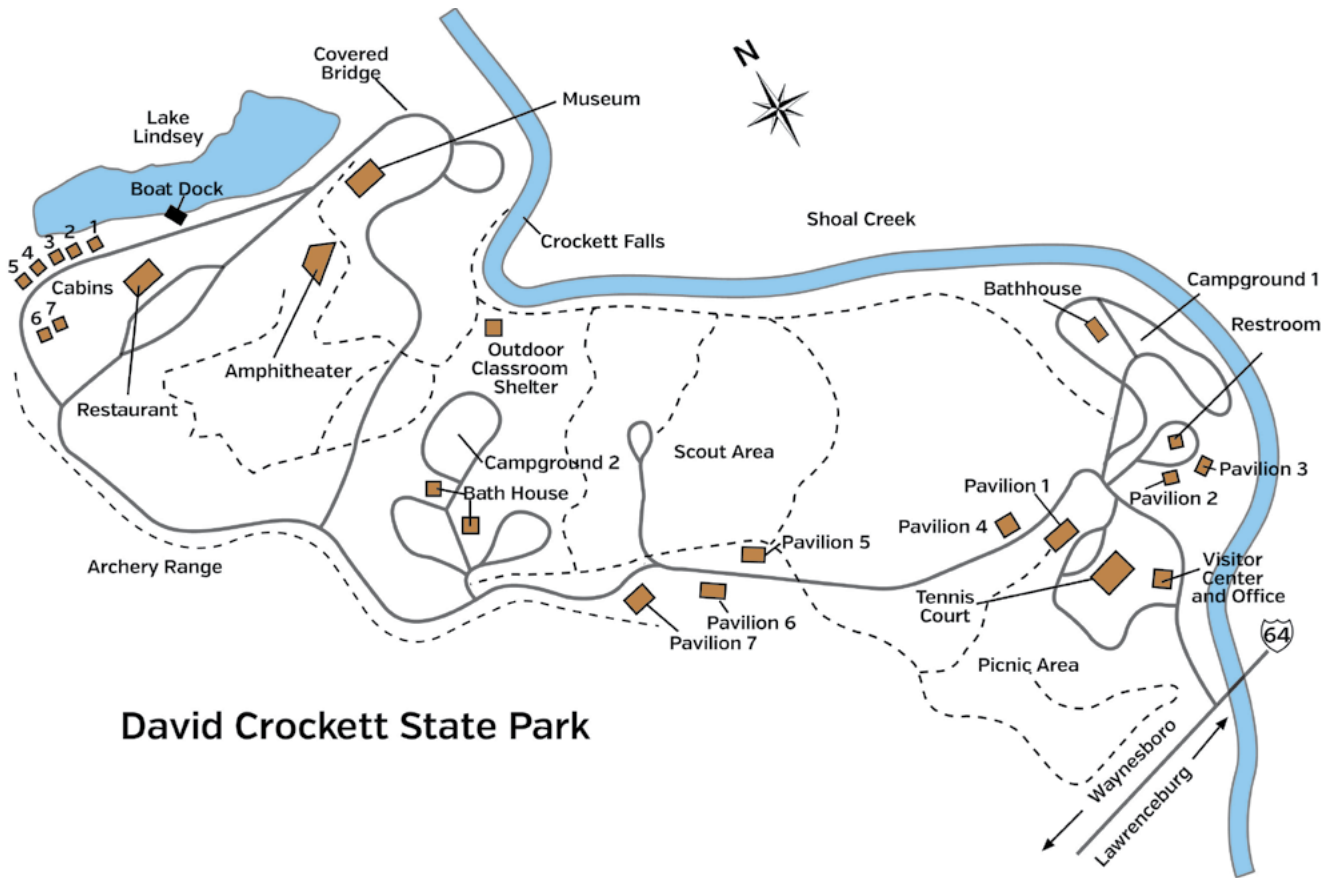 N
Covered
Bridge
Museum
Lake
Lindsey
Boat Dock
Shoal Creek
Crockett Falls
1
2
3
4
5
Cabins
6
7
Campground 1
Bathhouse
Restroom
Outdoor
Classroom
Shelter
Amphitheater
Restaurant
Scout Area
Campground 2
Bath House
Pavilion 3
Pavilion 2
Pavilion 1
Pavilion 4
Pavilion 5
Archery Range
Visitor
Center
and Office
Tennis
Court
Pavilion 6
Pavilion 7
64
Picnic Area
David Crockett State Park
Waynesboro
Lawrenceburg